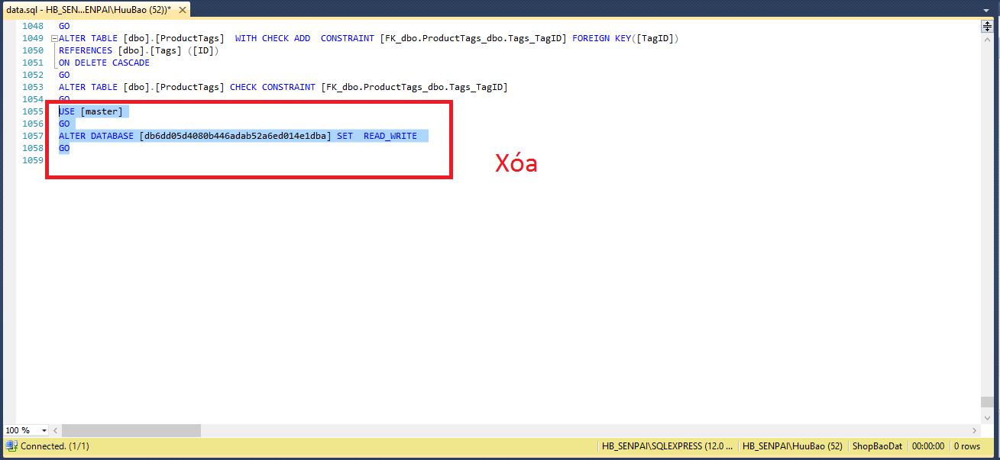 data.sql - HB_SEN...ENPAI\HuuBao (52))*
1048 GO
1049 ALTER TABLE [dbo].[ProductTags]  WITH CHECK ADD  CONSTRAINT [FK_dbo.ProductTags_dbo.Tags_TagID] FOREIGN KEY([TagID])
1050 REFERENCES [dbo].[Tags] ([ID])
1051 ON DELETE CASCADE
1052 GO
1053 ALTER TABLE [dbo].[ProductTags] CHECK CONSTRAINT [FK_dbo.ProductTags_dbo.Tags_TagID]
1054 GO
1055 USE [master]
1056 GO
1057 ALTER DATABASE [db6dd05d4080b446adab52a6ed014e1dba] SET  READ_WRITE
1058 GO
1059
Xóa
100 %
Connected. (1/1) HB_SENPAI\SQLEXPRESS (12.0 ... HB_SENPAI\HuuBao (52) ShopBaoDat 00:00:00 0 rows